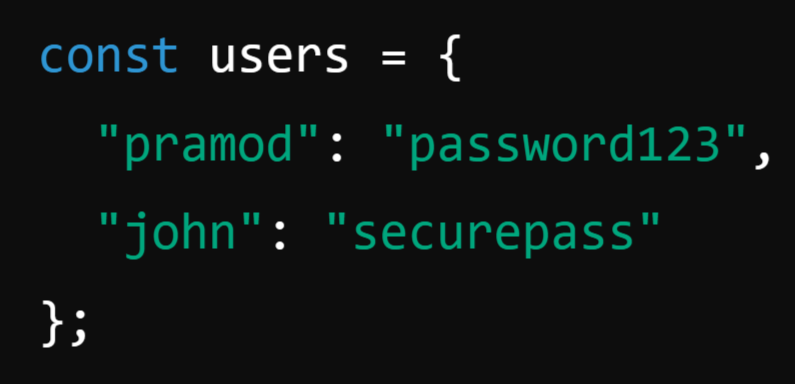 const users = {
"pramod": "password123",
"john": "securepass"
};